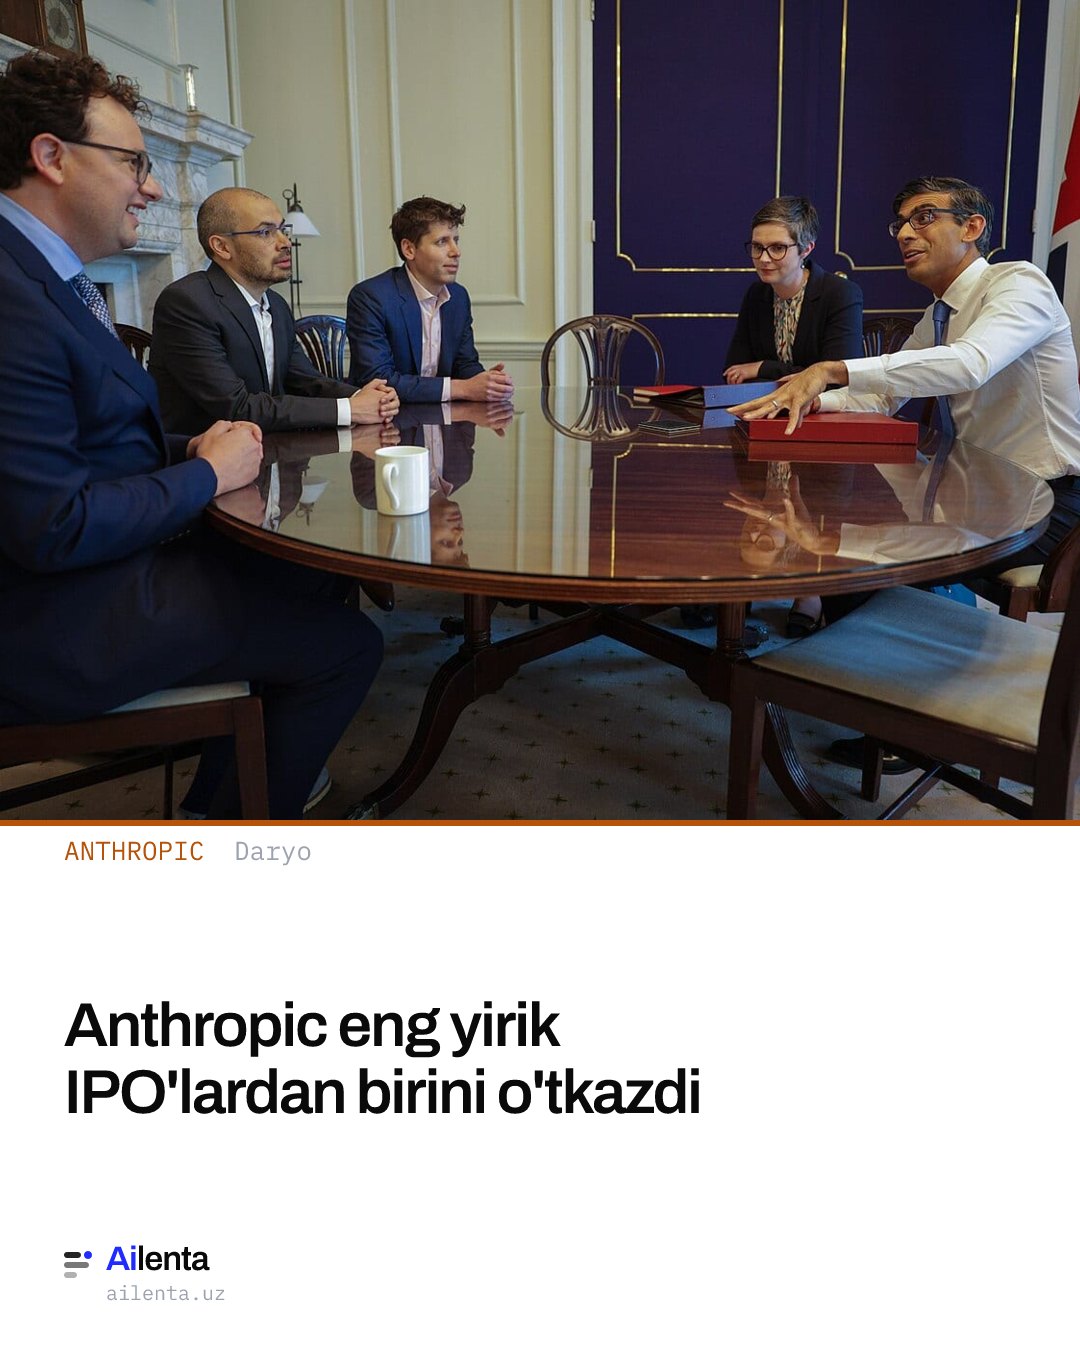 ANTHROPIC Daryo
Anthropic eng yirik
IPO'lardan birini o'tkazdi
Ailenta
ailenta.uz